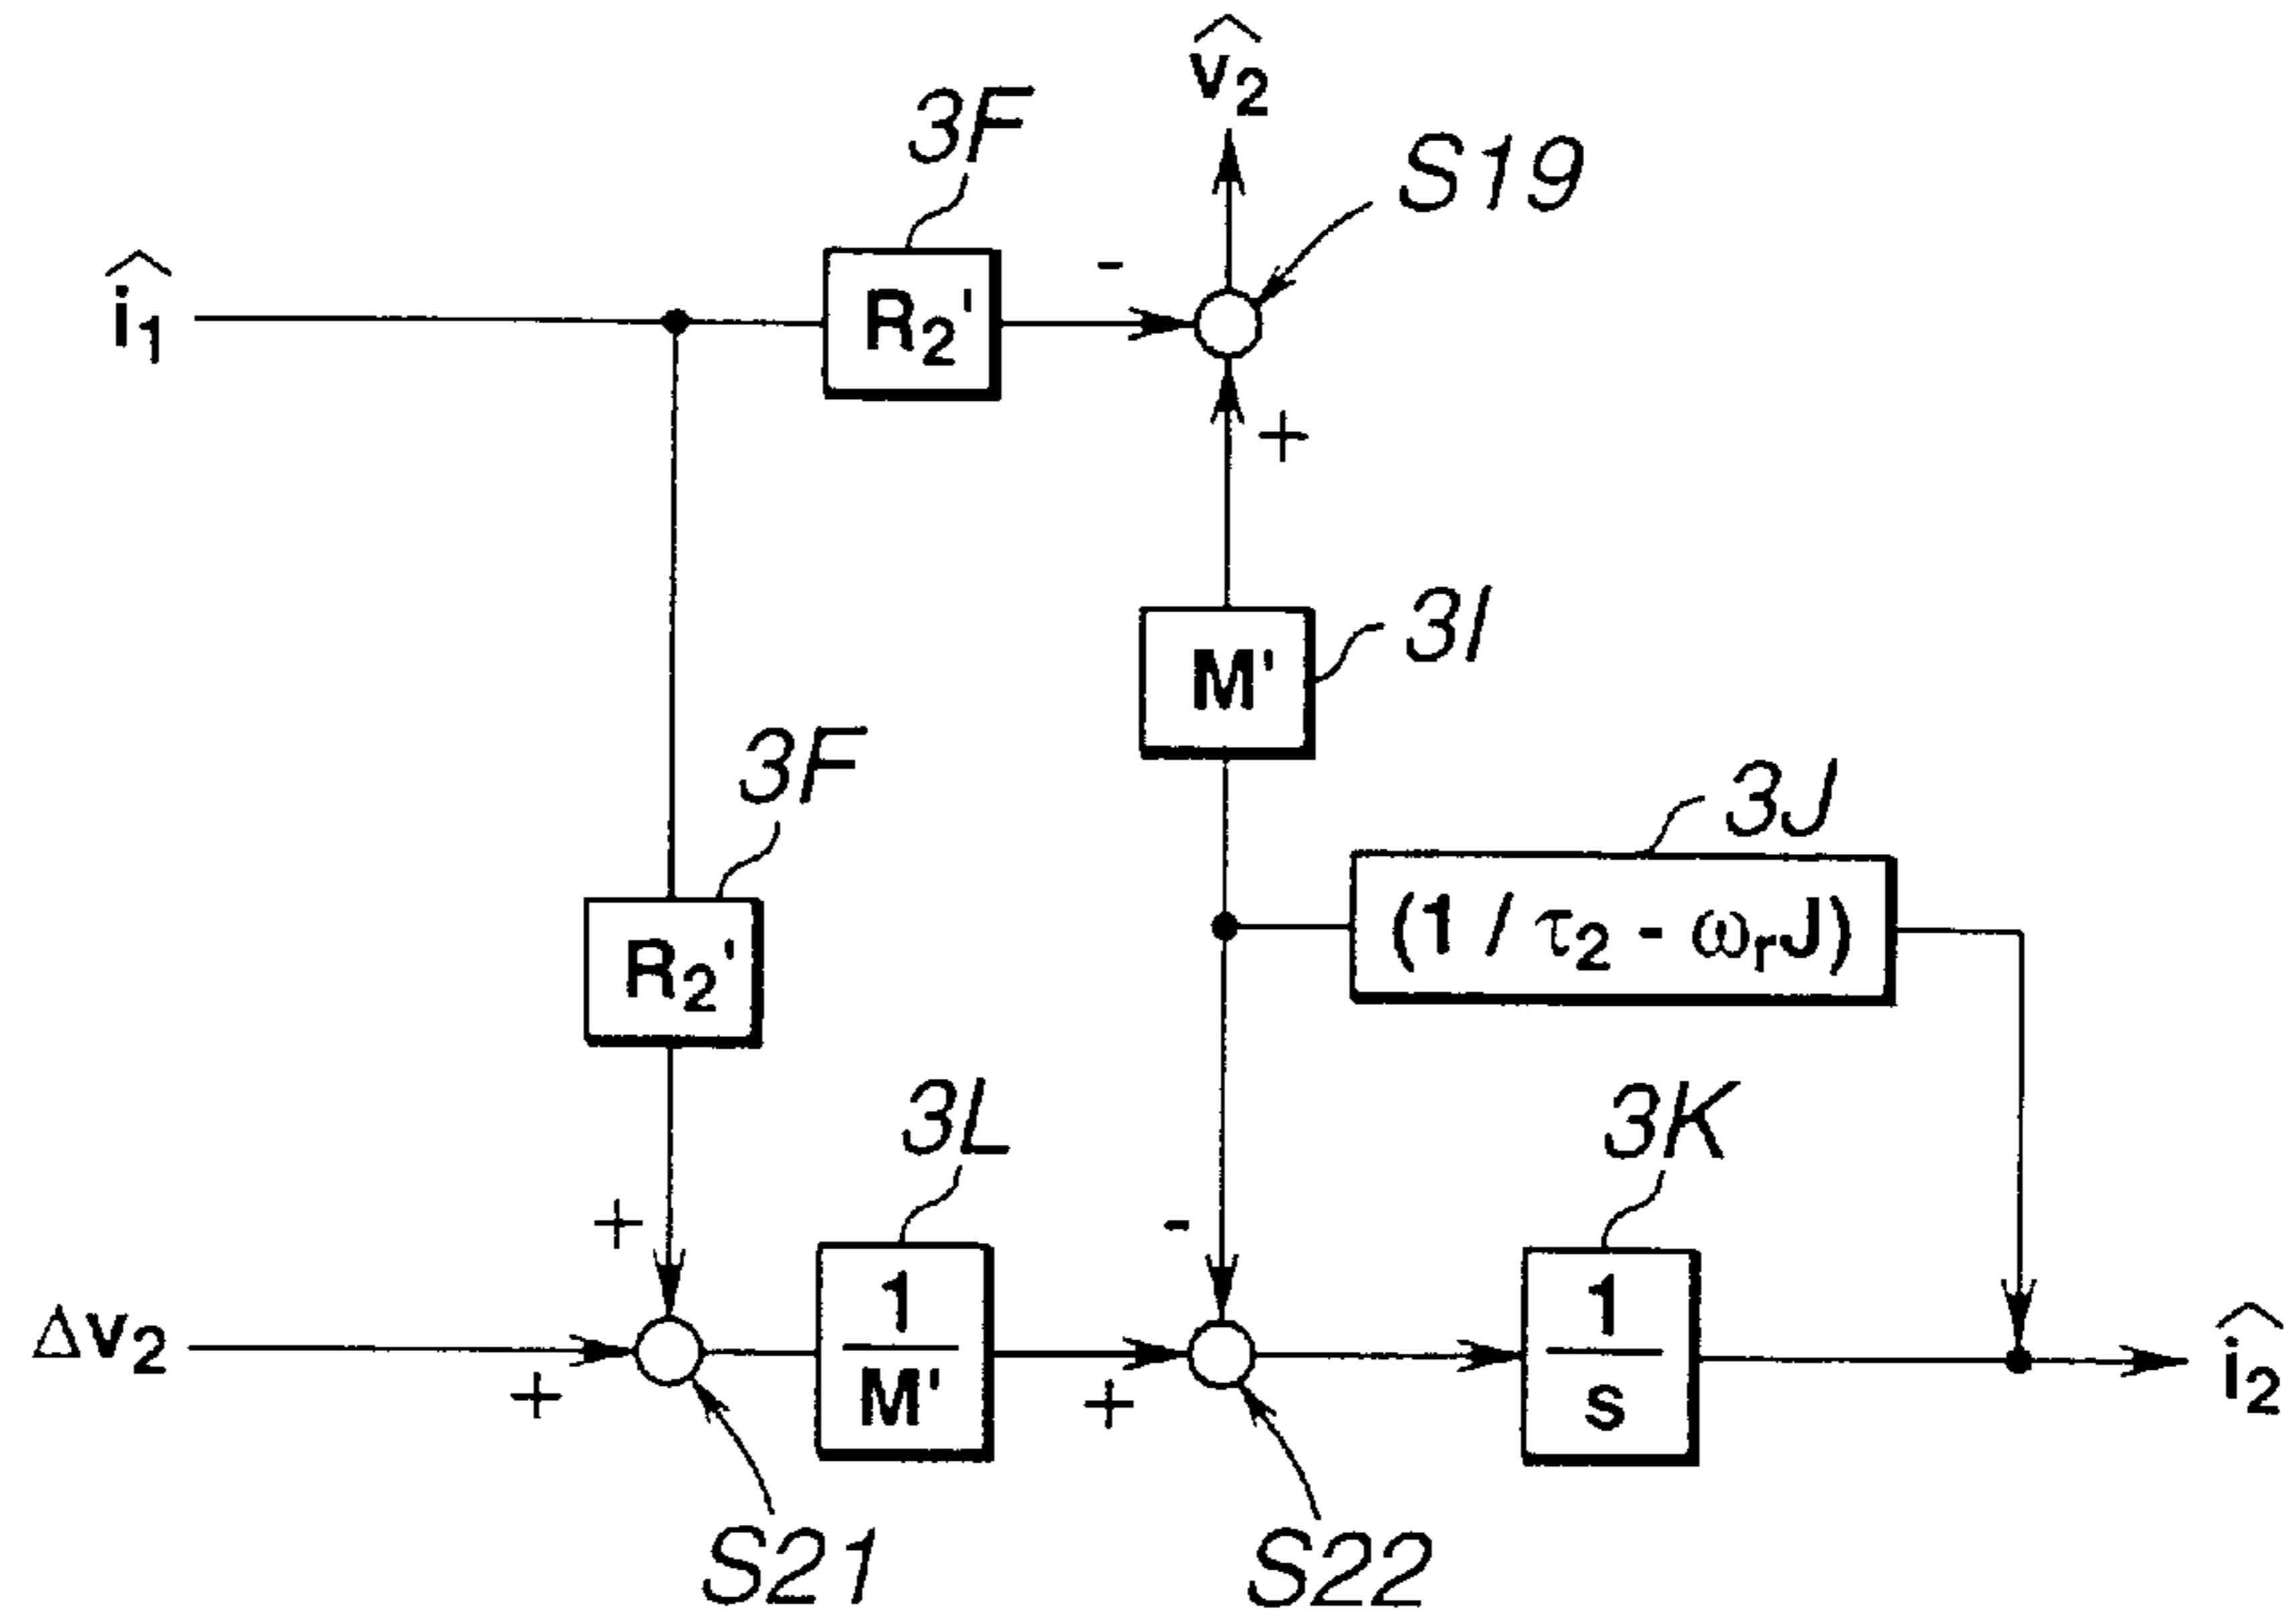 v̂₂
3F
S19
î₁
R₂'
-
+
3I
M'
3F
3J
(1 / τ₂ - ωᵣJ)
R₂'
3L
3K
+
-
1
M'
1
s
Δv₂
+
+
î₂
S21
S22